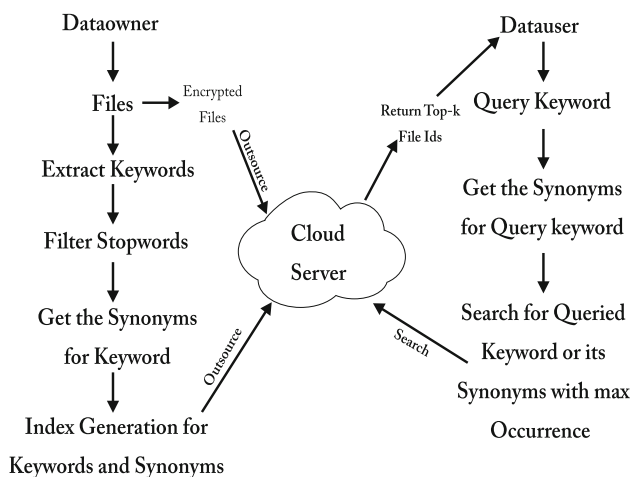 Dataowner
Files
Encrypted
Files
Outsource
Extract Keywords
Filter Stopwords
Get the Synonyms
for Keyword
Index Generation for
Keywords and Synonyms
Outsource
Cloud
Server
Return Top-k
File Ids
Datauser
Query Keyword
Get the Synonyms
for Query keyword
Search for Queried
Keyword or its
Synonyms with max
Occurrence
Search